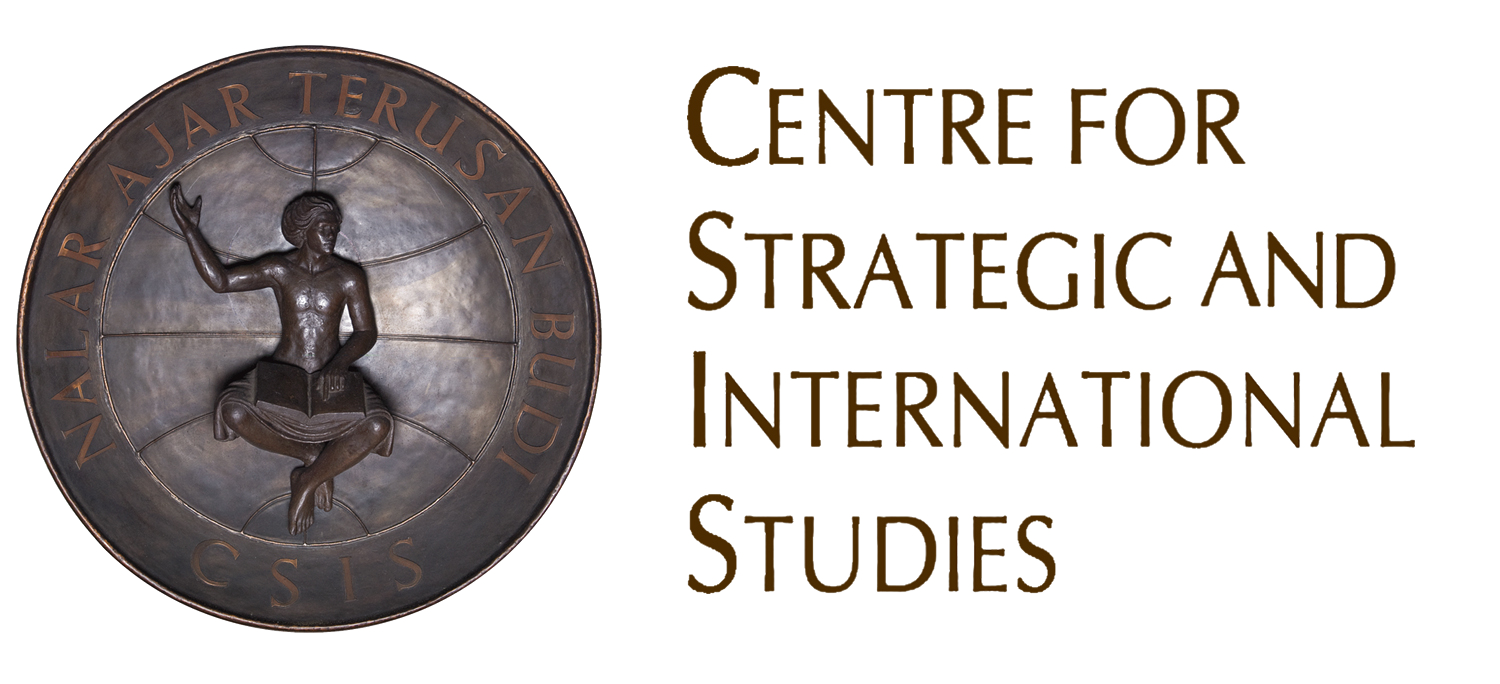 NALAR AJAR TERUSAN BUDI
CSIS
CENTRE FOR
STRATEGIC AND
INTERNATIONAL
STUDIES